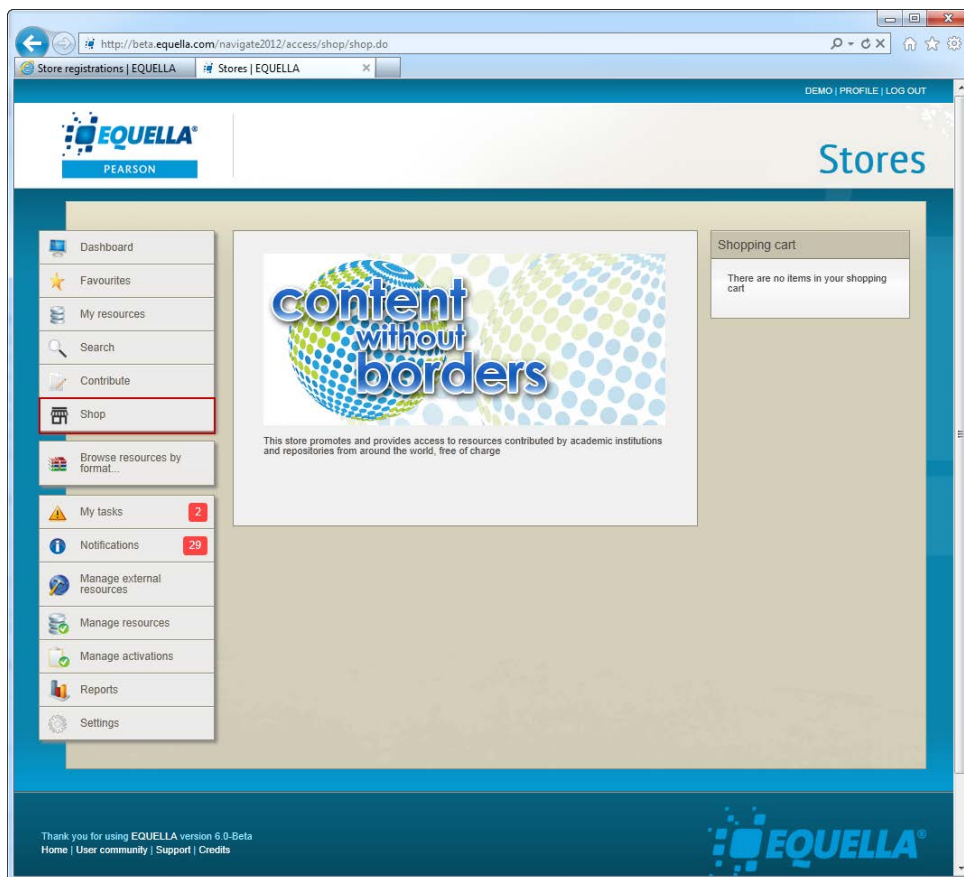 http://beta.equella.com/navigate2012/access/shop/shop.do
Store registrations | EQUELLA
Stores | EQUELLA
DEMO | PROFILE | LOG OUT
EQUELLA®
PEARSON
Stores
Dashboard
Favourites
My resources
Search
Contribute
Shop
Browse resources by
format...
My tasks
2
Notifications
29
Manage external
resources
Manage resources
Manage activations
Reports
Settings
content
without
borders
This store promotes and provides access to resources contributed by academic institutions
and repositories from around the world, free of charge
Shopping cart
There are no items in your shopping
cart
Thank you for using EQUELLA version 6.0-Beta
Home | User community | Support | Credits
EQUELLA®